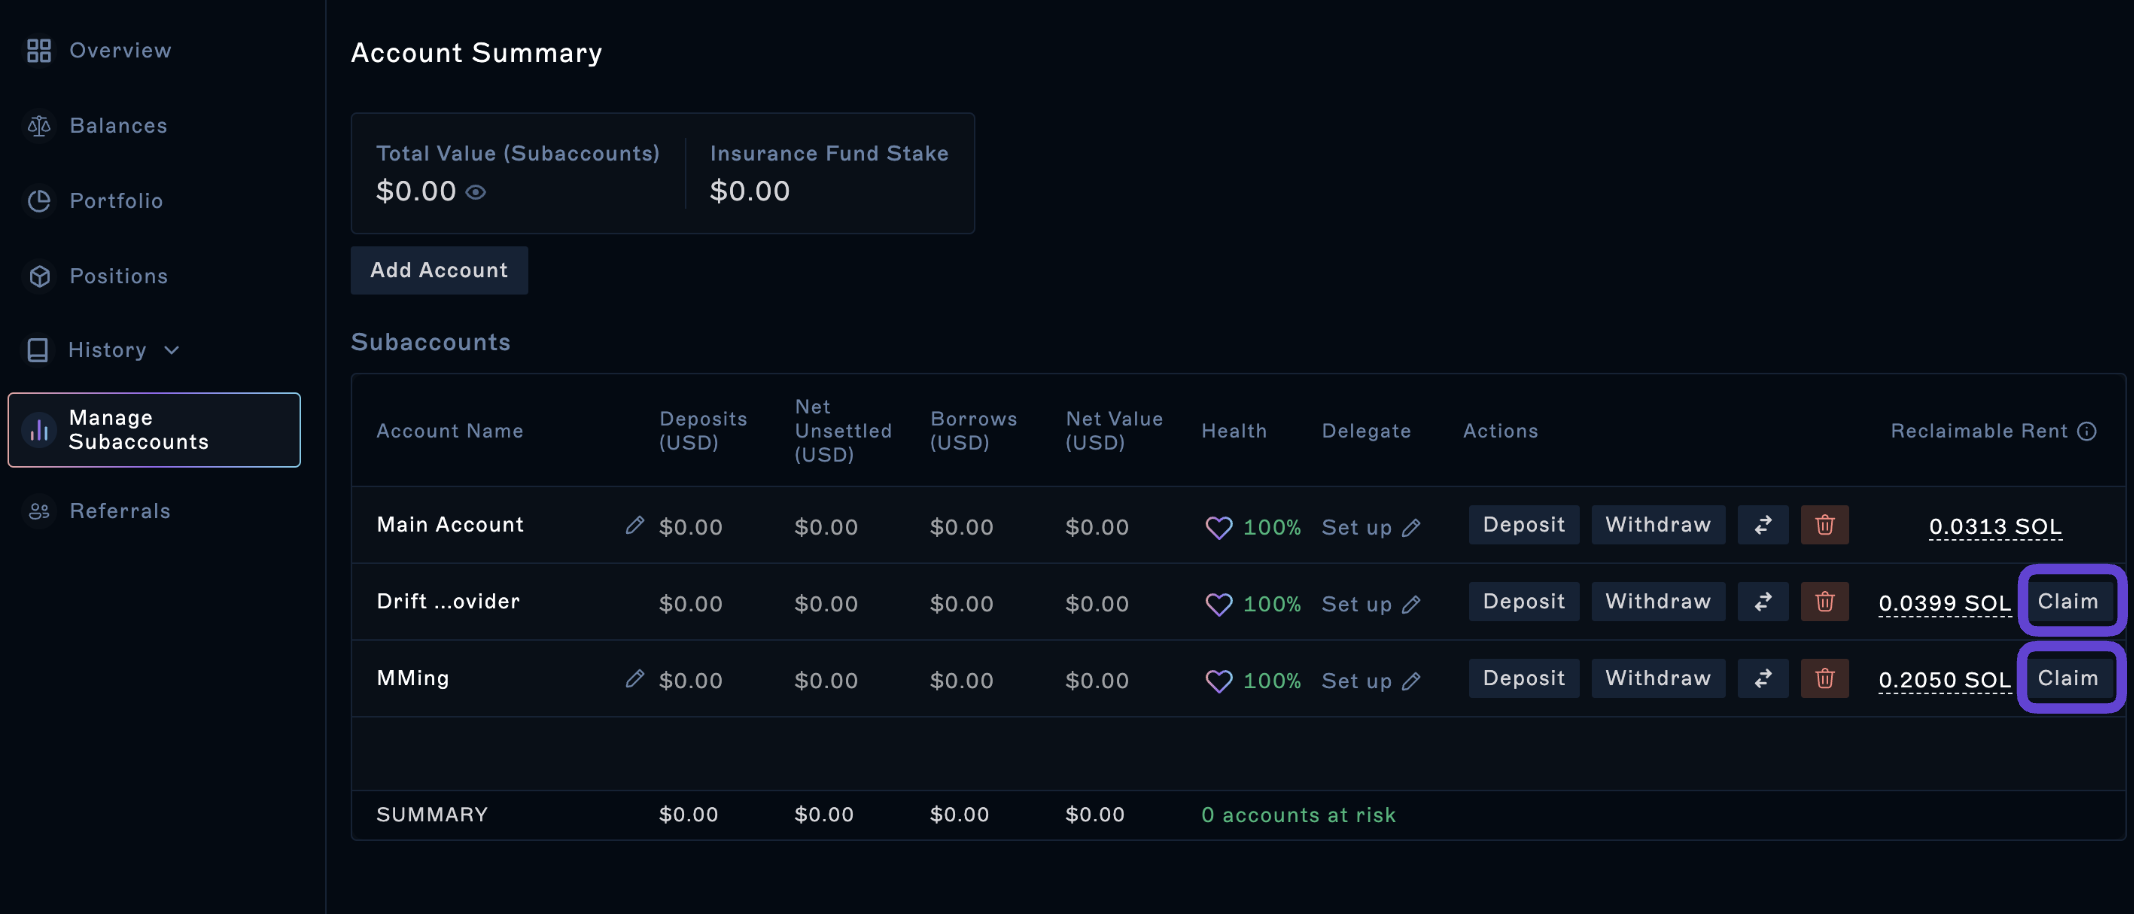 Overview
Balances
Portfolio
Positions
History
Manage
Subaccounts
Referrals
Account Summary
Total Value (Subaccounts)
$0.00
Insurance Fund Stake
$0.00
Add Account
Subaccounts
Account Name
Deposits
(USD)
Net
Unsettled
(USD)
Borrows
(USD)
Net Value
(USD)
Health
Delegate
Actions
Reclaimable Rent
Main Account $0.00 $0.00 $0.00 $0.00 100% Set up Deposit Withdraw 0.0313 SOL
Drift ...ovider $0.00 $0.00 $0.00 $0.00 100% Set up Deposit Withdraw 0.0399 SOL Claim
MMing $0.00 $0.00 $0.00 $0.00 100% Set up Deposit Withdraw 0.2050 SOL Claim
SUMMARY $0.00 $0.00 $0.00 $0.00 0 accounts at risk